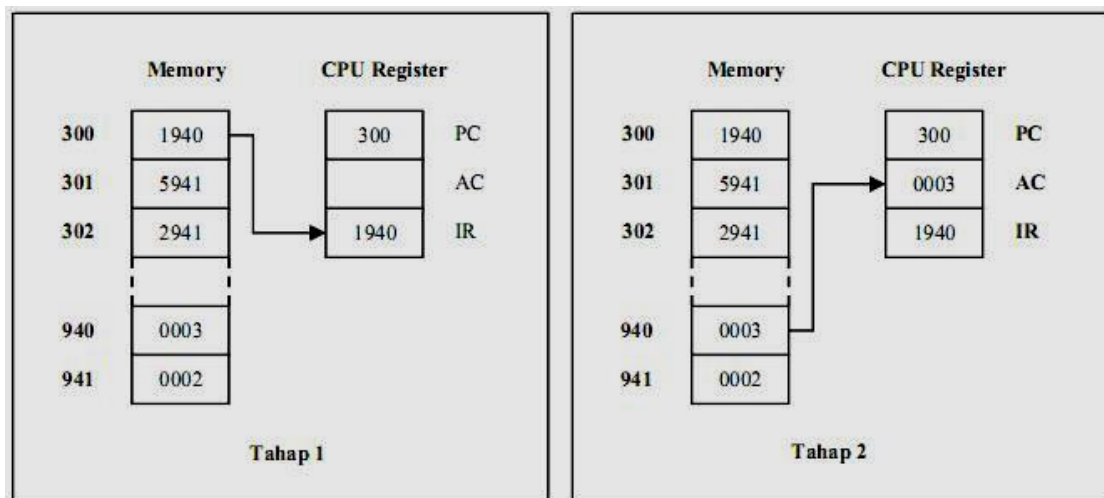 Memory CPU Register
300 1940 300 PC
301 5941 AC
302 2941 1940 IR
940 0003
941 0002
Tahap 1
Memory CPU Register
300 1940 300 PC
301 5941 0003 AC
302 2941 1940 IR
940 0003
941 0002
Tahap 2